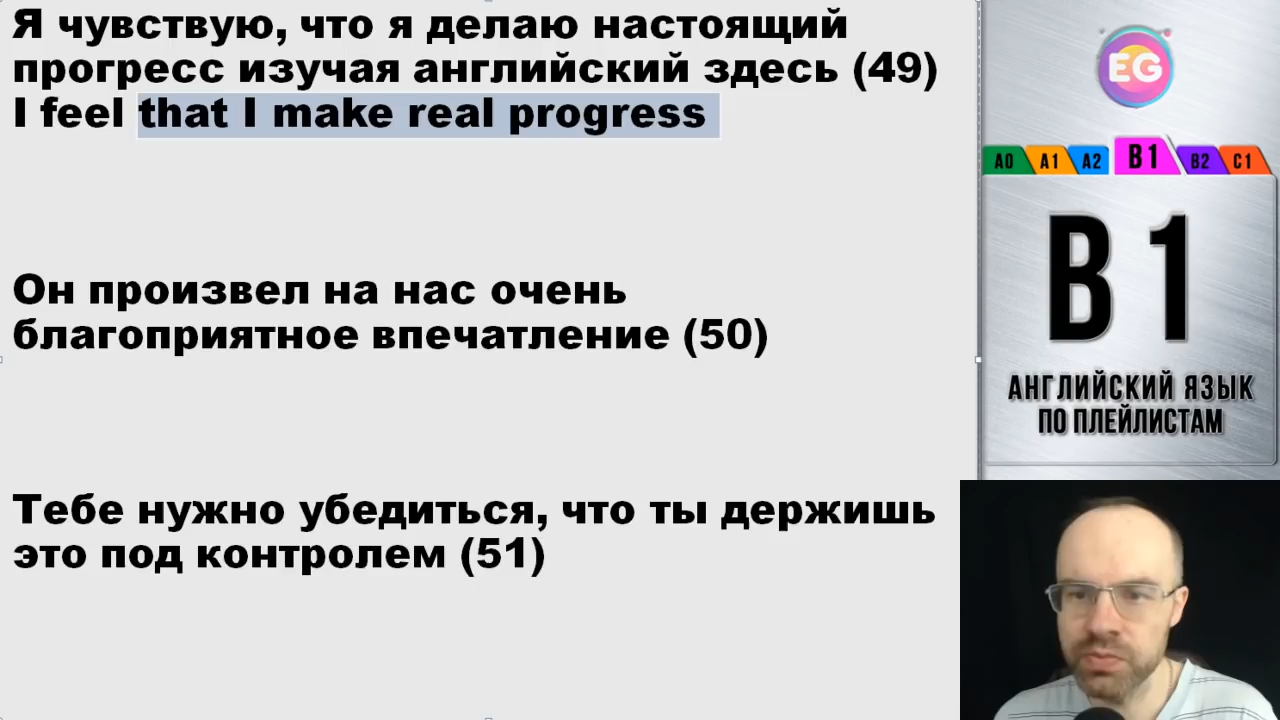 Я чувствую, что я делаю настоящий
прогресс изучая английский здесь (49)
I feel that I make real progress
Он произвел на нас очень
благоприятное впечатление (50)
Тебе нужно убедиться, что ты держишь
это под контролем (51)
EG
A0 A1 A2 B1 B2 C1
B1
АНГЛИЙСКИЙ ЯЗЫК
ПО ПЛЕЙЛИСТАМ